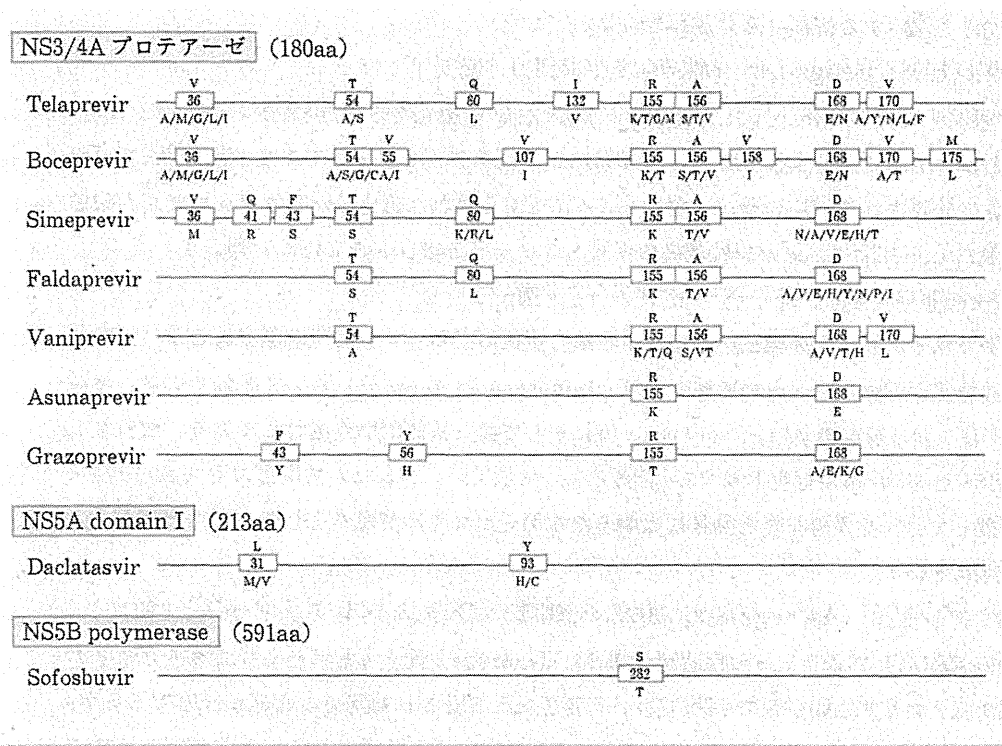 NS3/4A プロテアーゼ (180aa)
V T Q I R A D V
Telaprevir 36 54 80 132 155 156 168 170
A/M/G/L/I A/S L K/T/G/M S/T/V E/N A/Y/N/L/F
V T V V R A V D V M
Boceprevir 36 54 55 107 155 156 158 168 170 175
A/M/G/L/I A/S/G/CA/I I K/T S/T/V I E/N A/T L
V Q F T Q R A D
Simeprevir 36 41 43 54 80 155 156 168
M R S S K/R/L K T/V N/A/V/E/H/T
T Q R A D
Faldaprevir 54 80 155 156 168
S L K T/V A/V/E/H/Y/N/P/I
T R A D V
Vaniprevir 54 155 156 168 170
A K/T/Q S/VT A/V/T/H L
R D
Asunaprevir 155 168
K E
F Y R D
Grazoprevir 43 56 155 168
Y H T A/E/K/G
NS5A domain I (213aa)
L Y
Daclatasvir 31 93
M/V H/C
NS5B polymerase (591aa)
S
Sofosbuvir 282
T